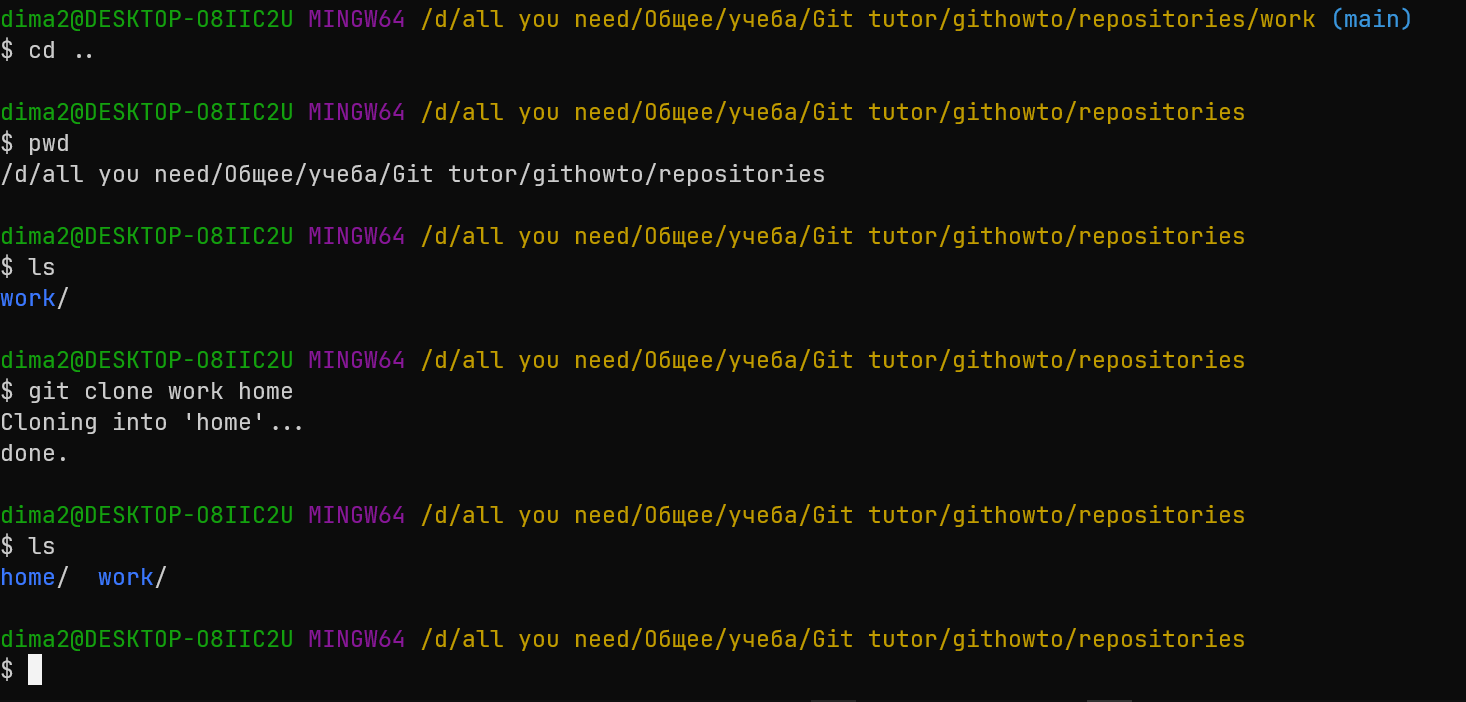 dima2@DESKTOP-O8IIC2U MINGW64 /d/all you need/Общее/учеба/Git tutor/githowto/repositories/work (main)
$ cd ..
dima2@DESKTOP-O8IIC2U MINGW64 /d/all you need/Общее/учеба/Git tutor/githowto/repositories
$ pwd
/d/all you need/Общее/учеба/Git tutor/githowto/repositories
dima2@DESKTOP-O8IIC2U MINGW64 /d/all you need/Общее/учеба/Git tutor/githowto/repositories
$ ls
work/
dima2@DESKTOP-O8IIC2U MINGW64 /d/all you need/Общее/учеба/Git tutor/githowto/repositories
$ git clone work home
Cloning into 'home'...
done.
dima2@DESKTOP-O8IIC2U MINGW64 /d/all you need/Общее/учеба/Git tutor/githowto/repositories
$ ls
home/  work/
dima2@DESKTOP-O8IIC2U MINGW64 /d/all you need/Общее/учеба/Git tutor/githowto/repositories
$